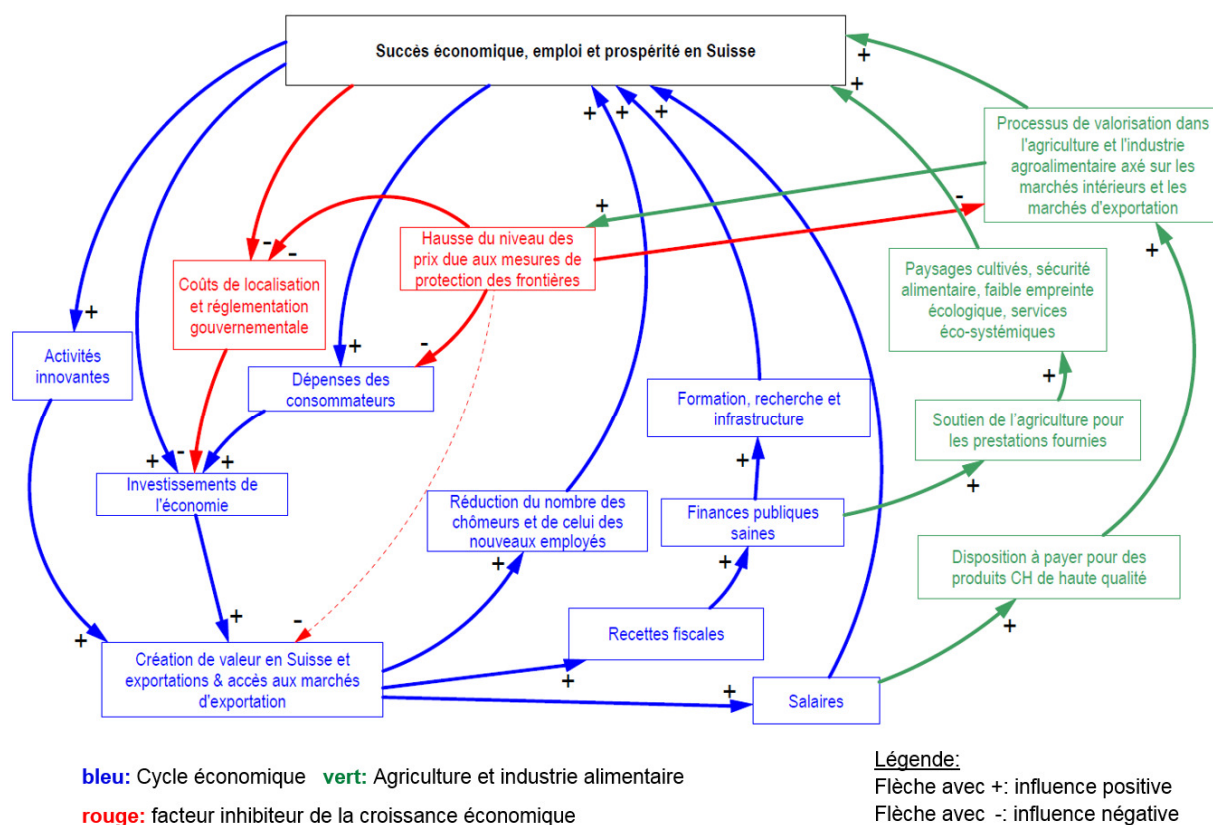 Succès économique, emploi et prospérité en Suisse
+
+
+
+
+
Processus de valorisation dans
l'agriculture et l'industrie
agroalimentaire axé sur les
marchés intérieurs et les
marchés d'exportation
-
+
+
Hausse du niveau des
prix due aux mesures de
protection des frontières
-
-
Coûts de localisation
et réglementation
gouvernementale
Paysages cultivés, sécurité
alimentaire, faible empreinte
écologique, services
éco-systémiques
+
Activités
innovantes
+
-
Dépenses des
consommateurs
Formation, recherche et
infrastructure
+
Soutien de l'agriculture pour
les prestations fournies
+
-
+
+
+
Investissements de
l'économie
Réduction du nombre des
chômeurs et de celui des
nouveaux employés
Finances publiques
saines
+
+
Disposition à payer pour des
produits CH de haute qualité
+
-
+
+
Recettes fiscales
+
Création de valeur en Suisse et
exportations & accès aux marchés
d'exportation
+
+
Salaires
bleu: Cycle économique vert: Agriculture et industrie alimentaire
rouge: facteur inhibiteur de la croissance économique
Légende:
Flèche avec +: influence positive
Flèche avec -: influence négative